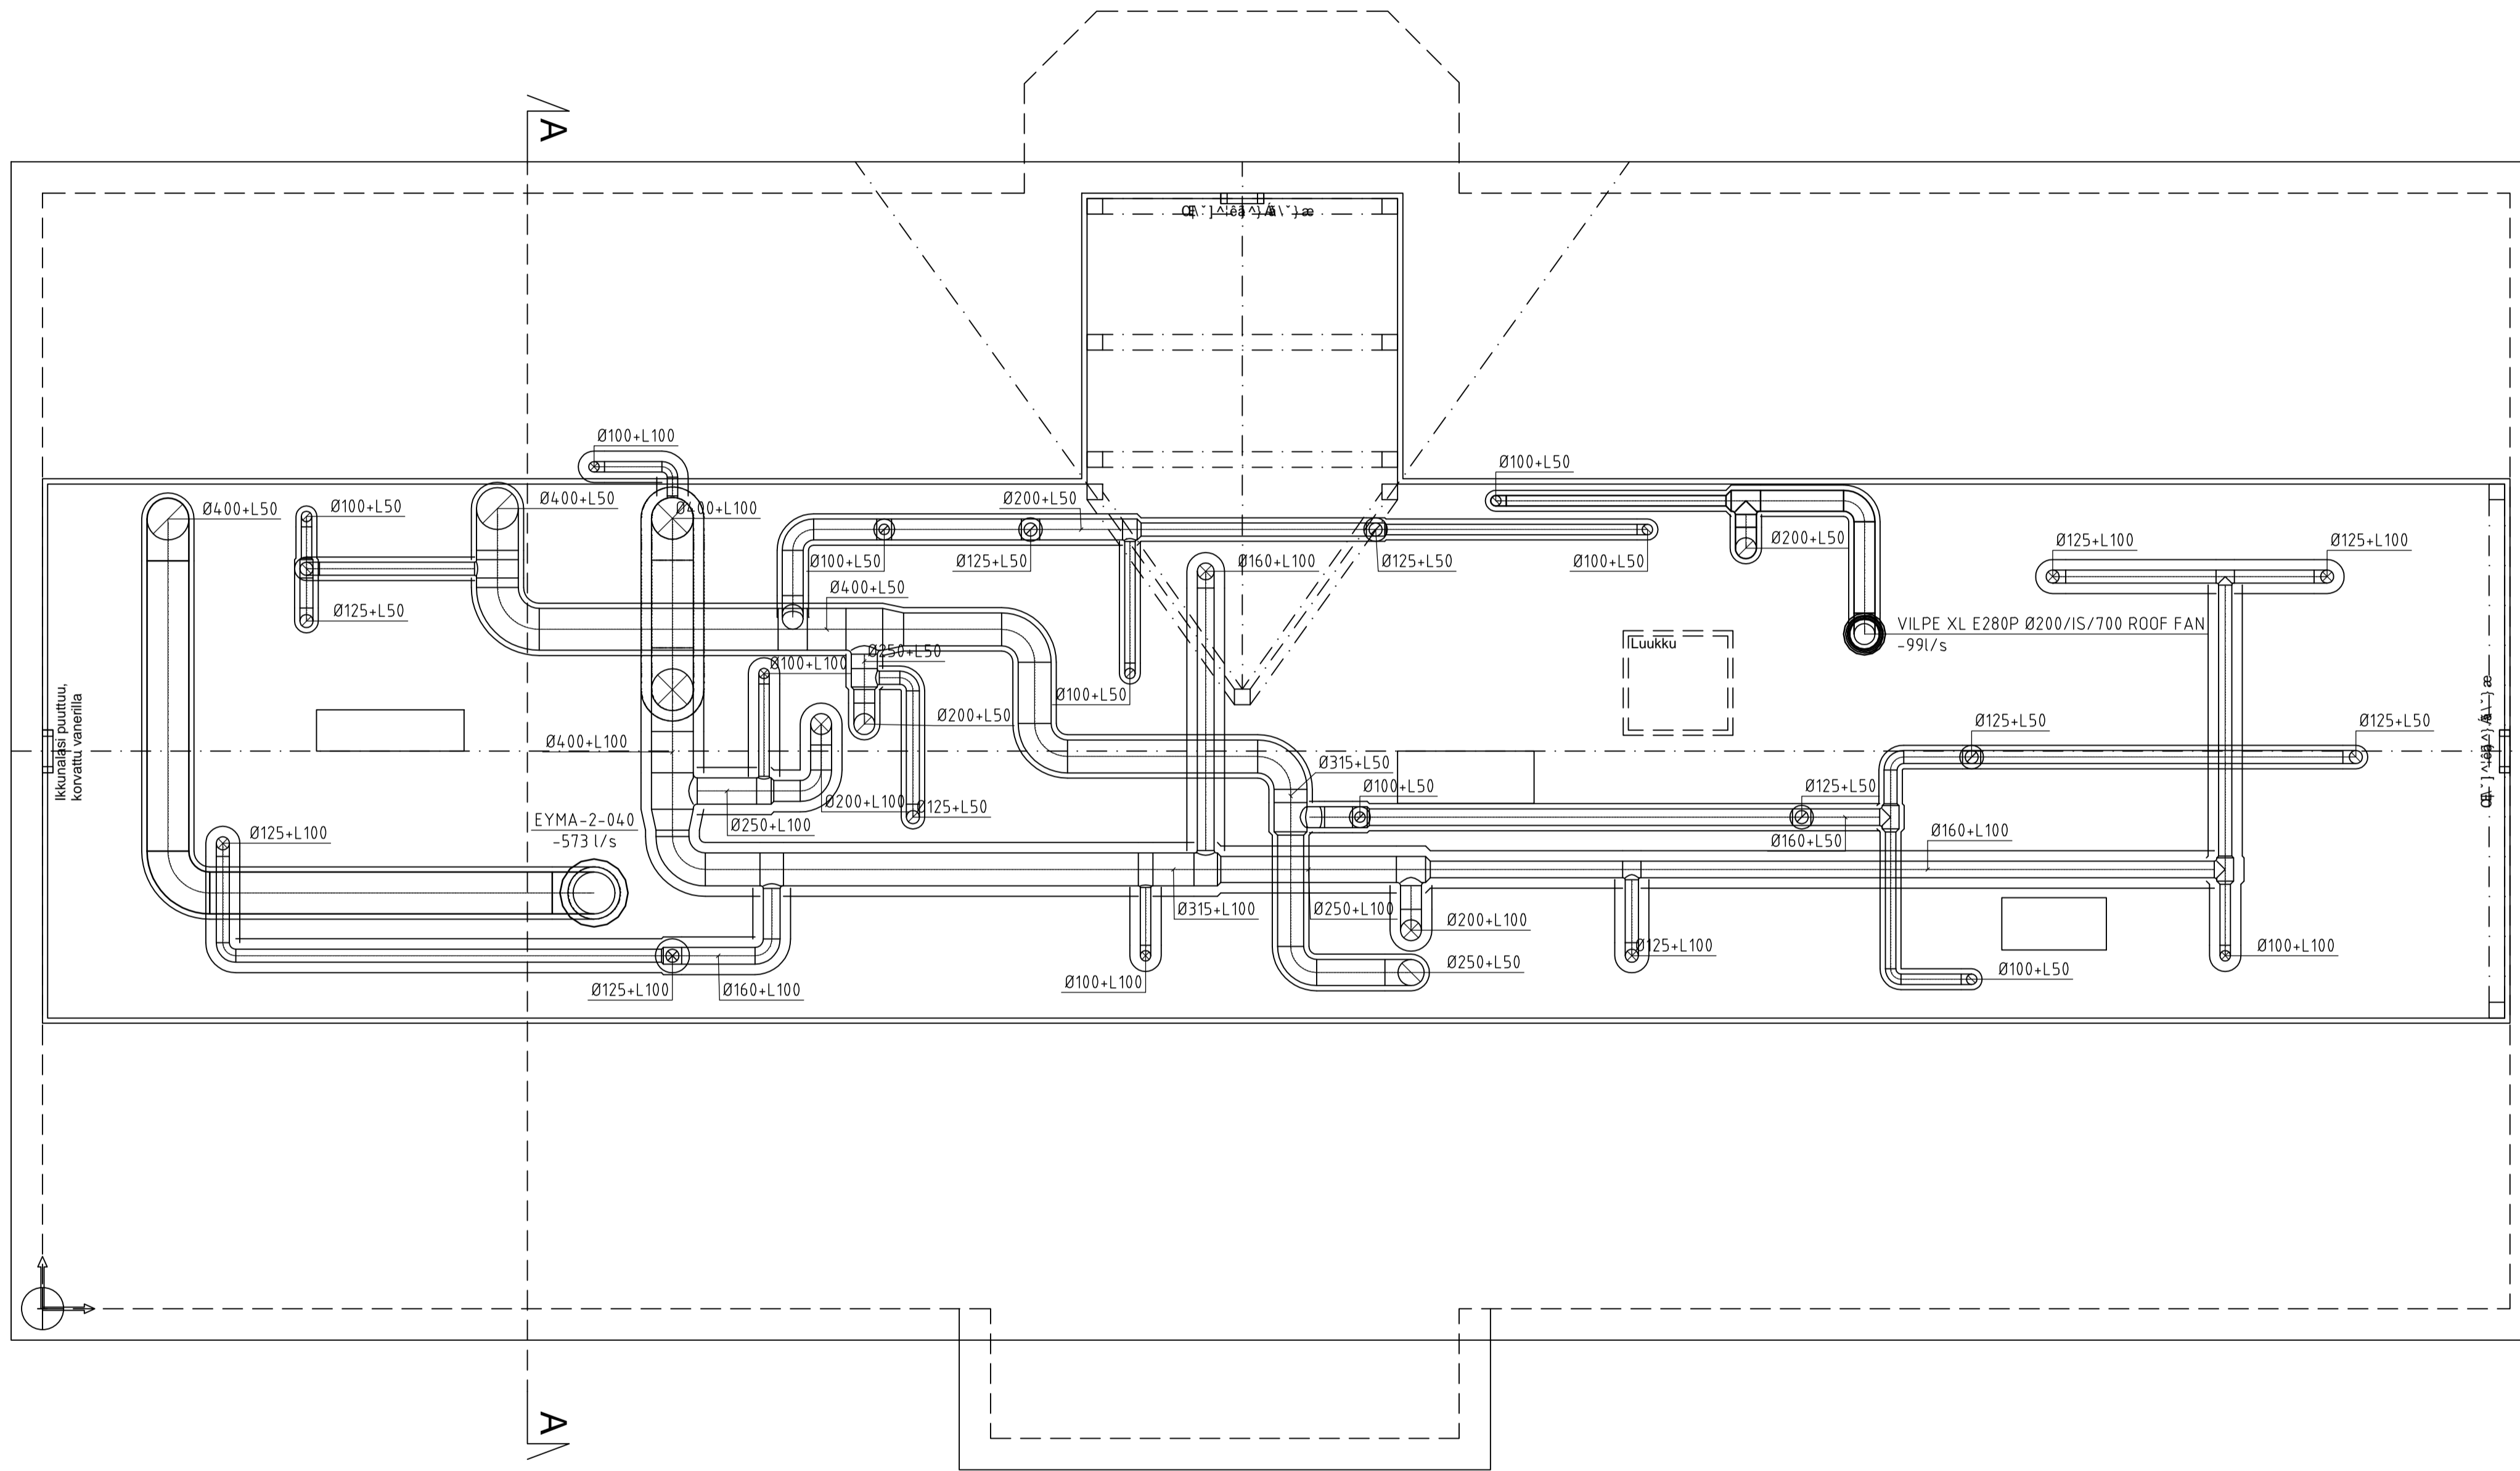 A
Ø100+L100
Ø400+L50
Ø100+L50
Ø400+L50
Ø400+L100
Ø200+L50
Ø100+L50
Ø100+L50
Ø125+L50
Ø160+L100
Ø125+L50
Ø100+L50
Ø200+L50
Ø125+L100
Ø125+L100
Ø400+L50
Ø125+L50
VILPE XL E280P Ø200/IS/700 ROOF FAN
-99l/s
Luukku
Ø250+L50
Ø100+L100
Ø100+L50
Ø200+L50
Ikkunalasi puuttuu,
korvattu vanerilla
Ø400+L100
Ø125+L50
Ø125+L50
Ø315+L50
Ø100+L50
Ø125+L50
Ø200+L100
Ø125+L50
EYMA-2-040
-573 l/s
Ø250+L100
Ø125+L100
Ø160+L50
Ø160+L100
Ø315+L100
Ø250+L100
Ø200+L100
Ø125+L100
Ø100+L100
Ø250+L50
Ø100+L50
Ø125+L100
Ø160+L100
Ø100+L100
A